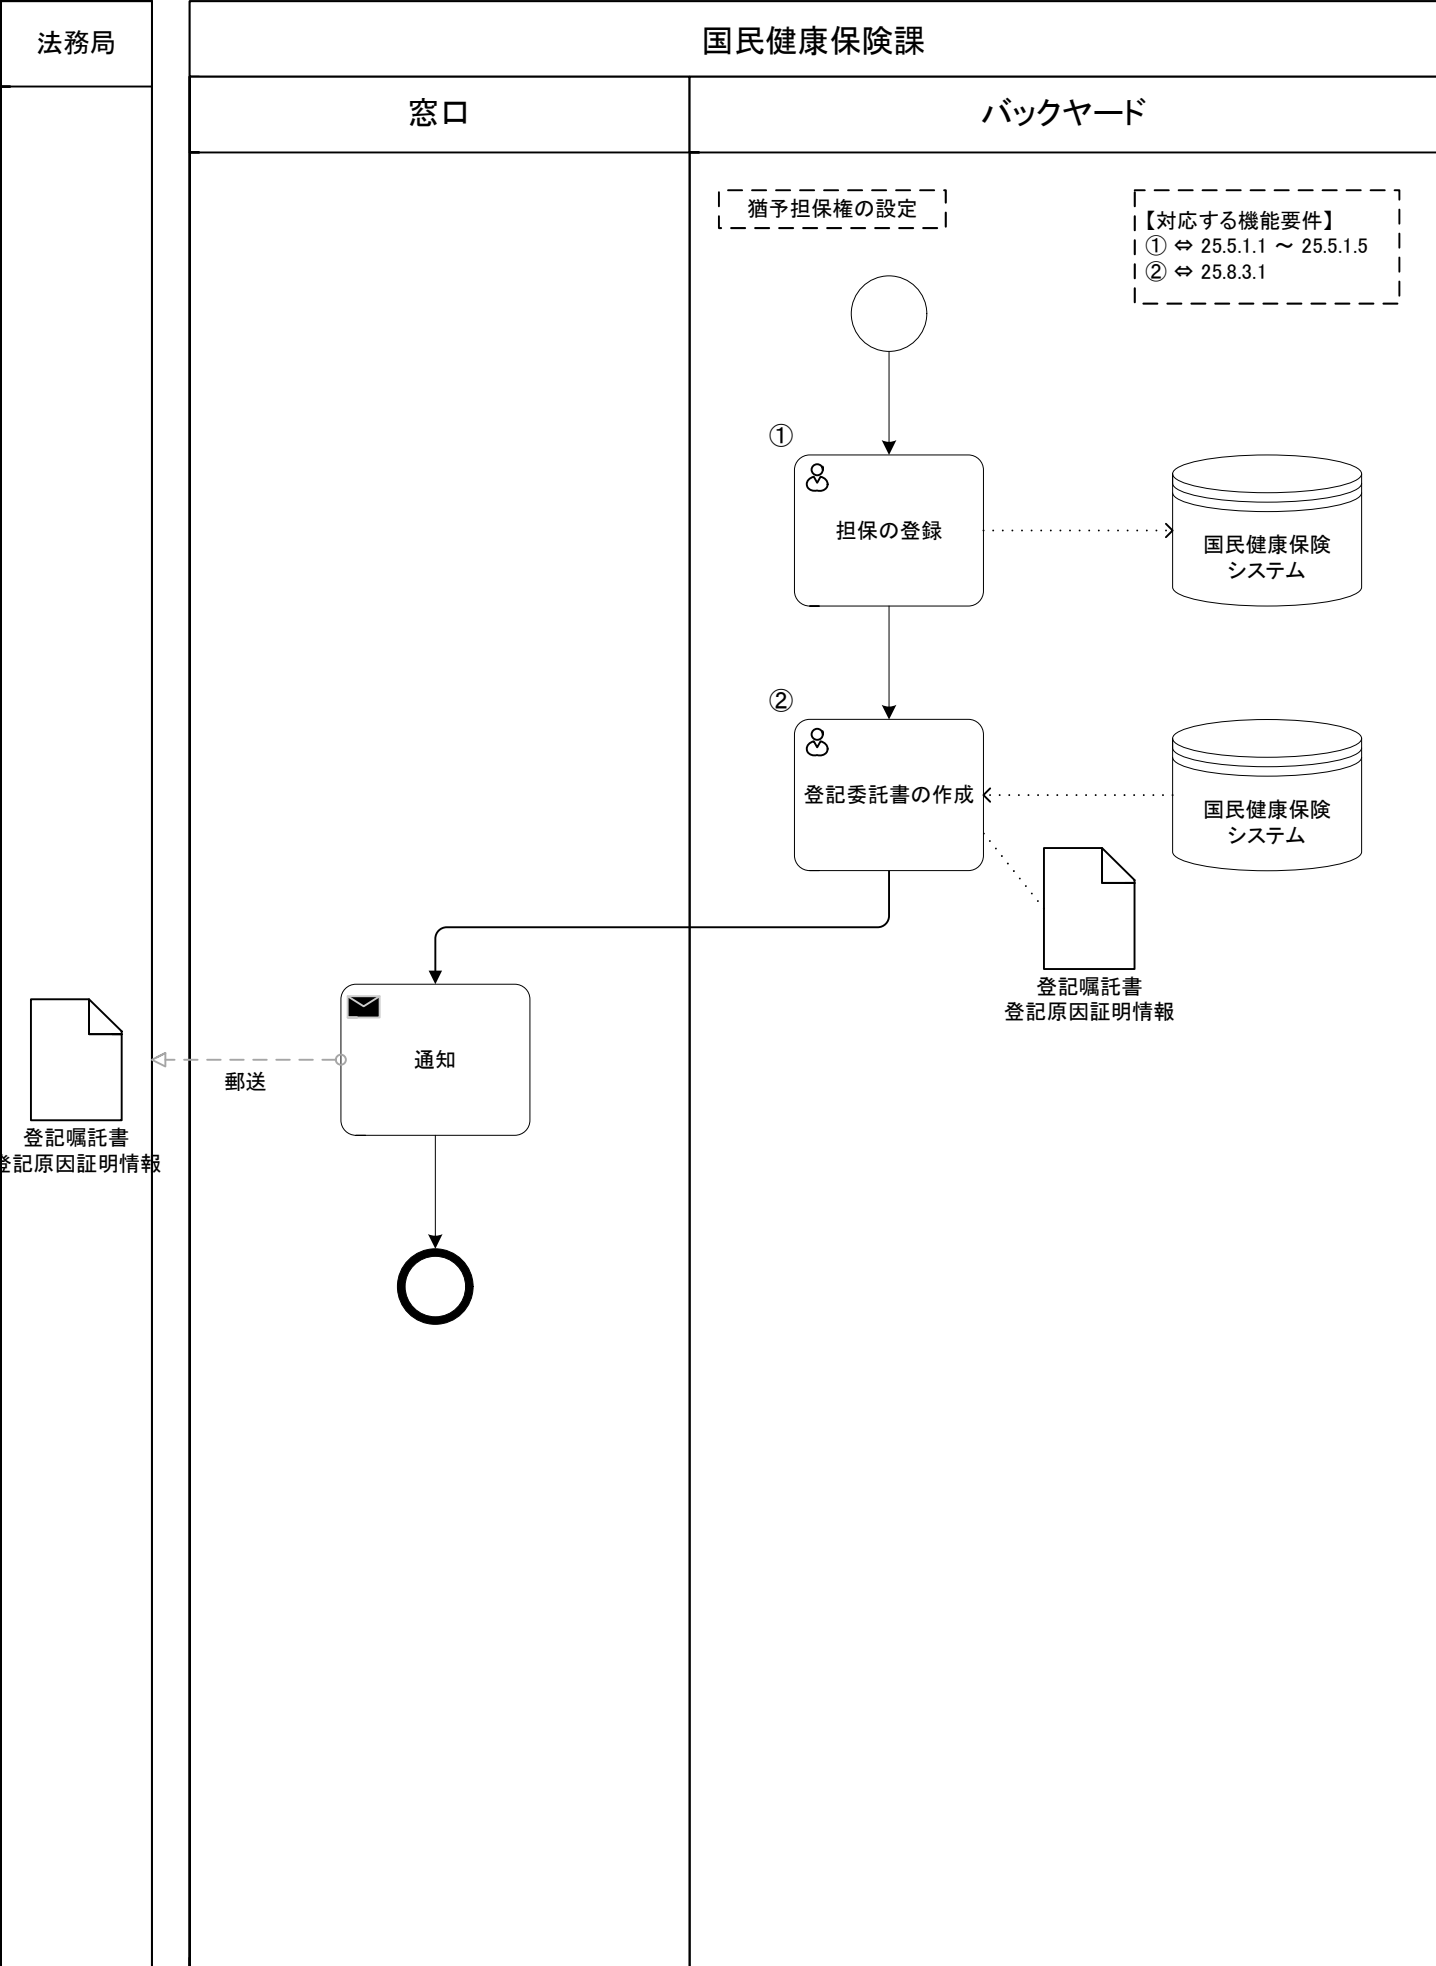 法務局
国民健康保険課
窓口
バックヤード
猶予担保権の設定
【対応する機能要件】
① ⇔ 25.5.1.1 ～ 25.5.1.5
② ⇔ 25.8.3.1
①
担保の登録
国民健康保険
システム
②
登記委託書の作成
国民健康保険
システム
登記嘱託書
登記原因証明情報
通知
郵送
登記嘱託書
登記原因証明情報